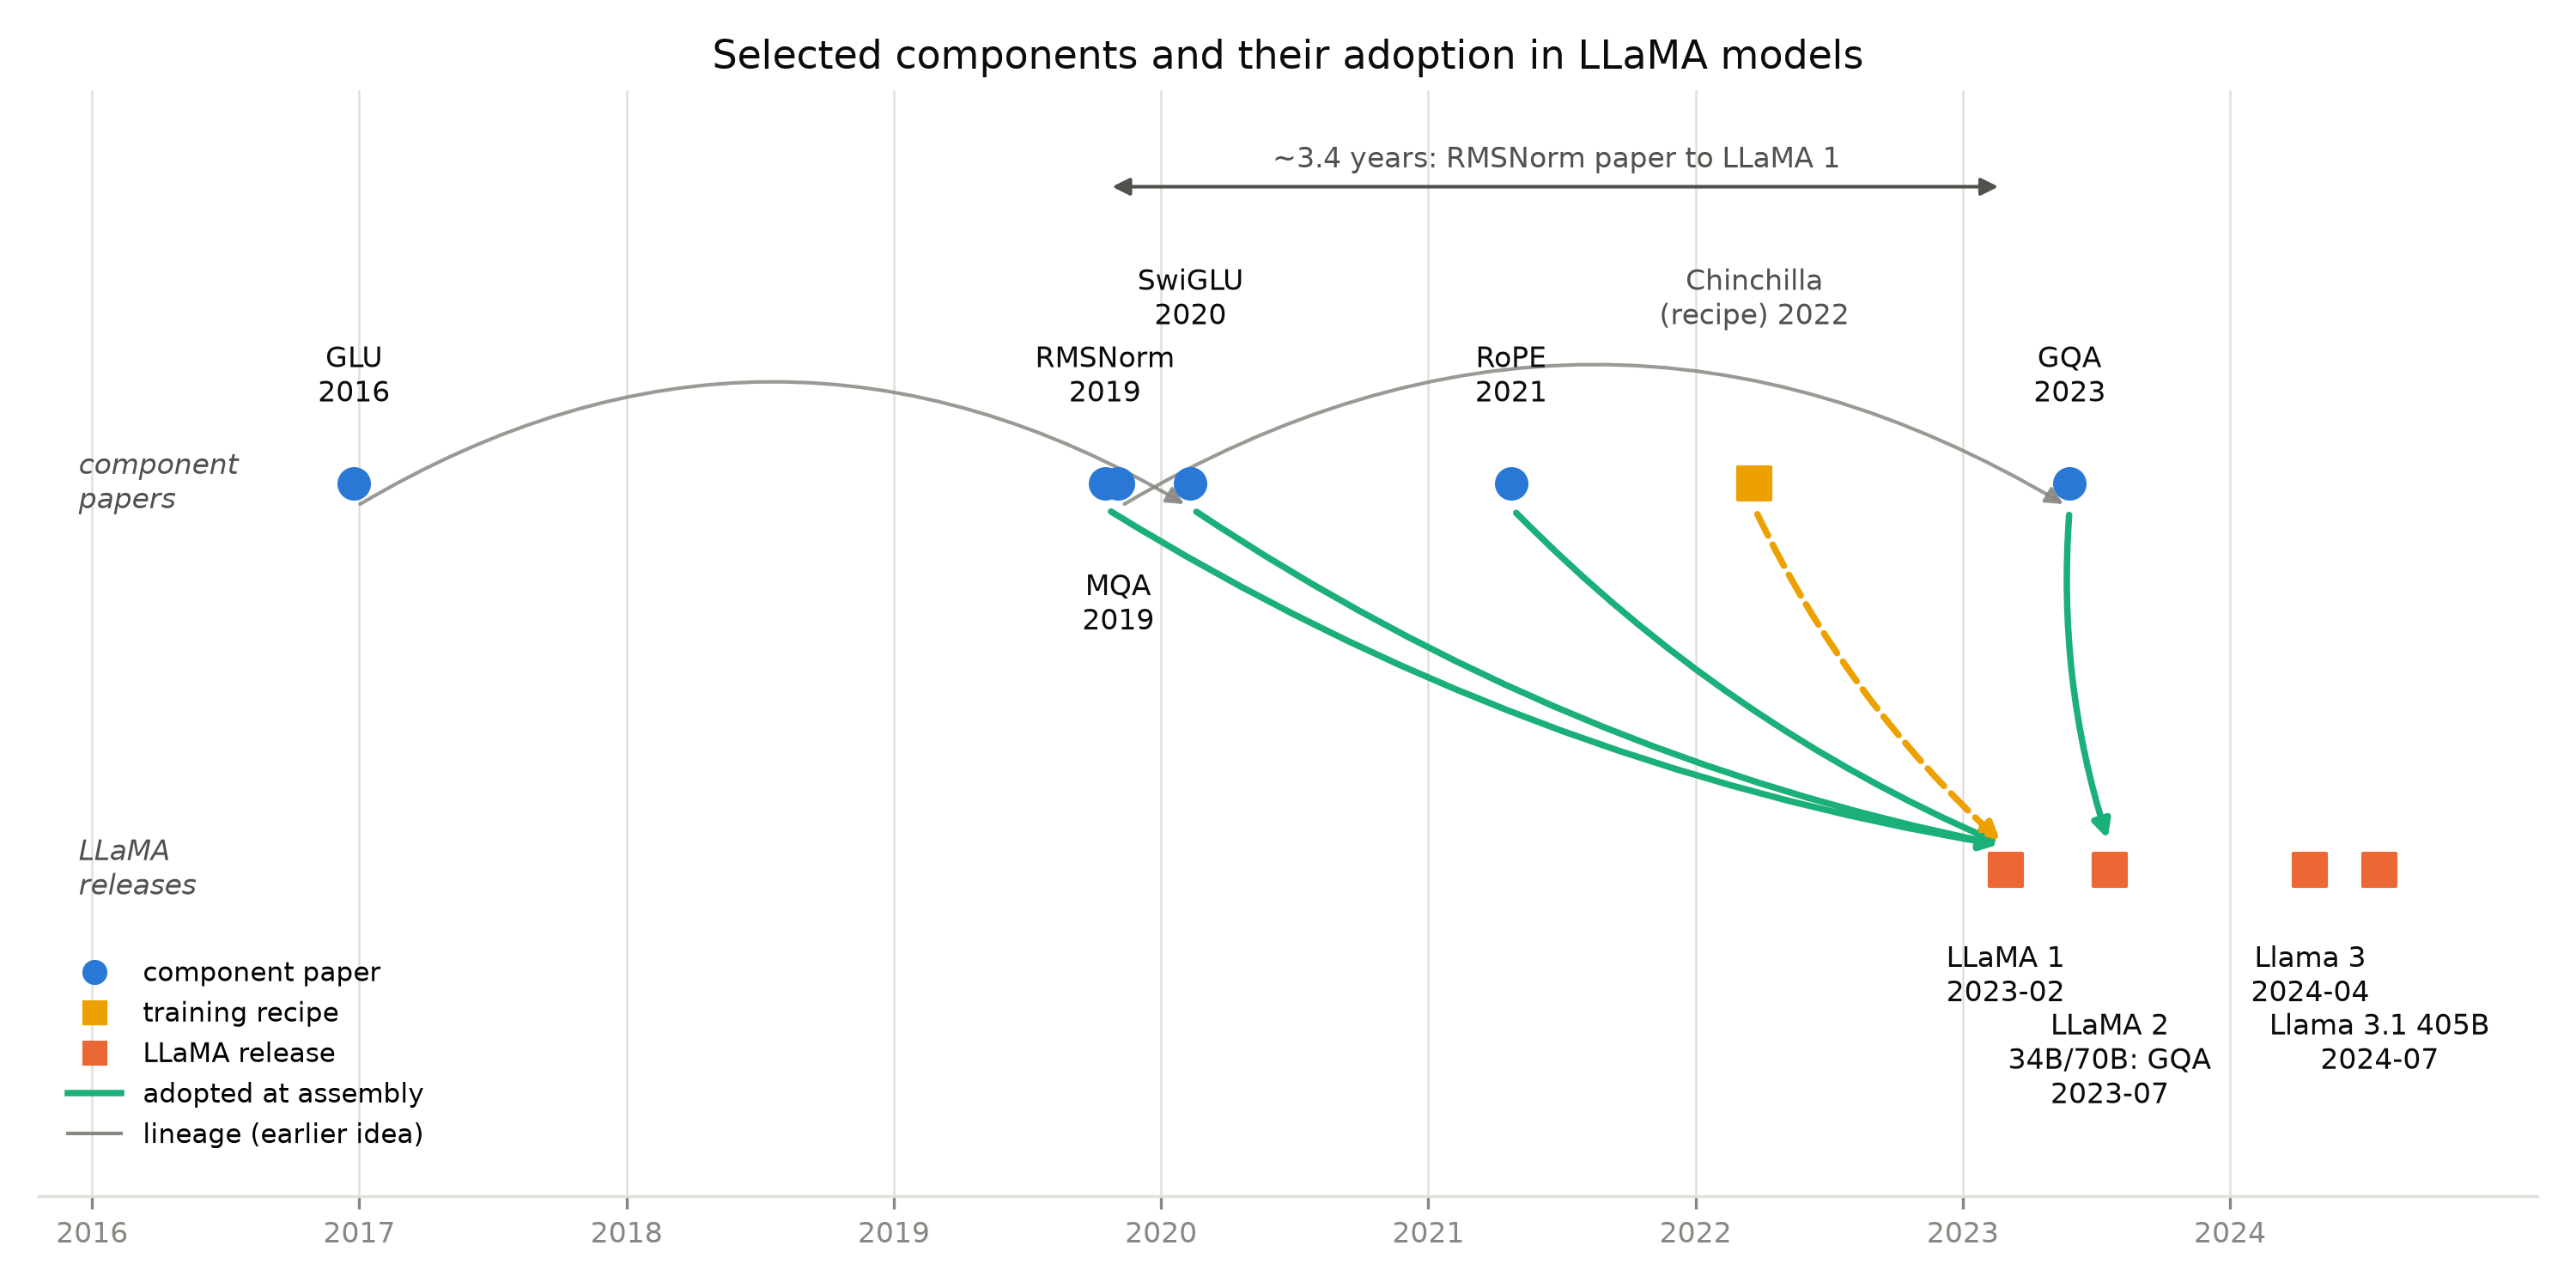 Selected components and their adoption in LLaMA models
~3.4 years: RMSNorm paper to LLaMA 1
SwiGLU
2020
Chinchilla
(recipe) 2022
GLU
2016
RMSNorm
2019
RoPE
2021
GQA
2023
component
papers
MQA
2019
LLaMA
releases
LLaMA 1
2023-02
Llama 3
2024-04
LLaMA 2
34B/70B: GQA
2023-07
Llama 3.1 405B
2024-07
component paper
training recipe
LLaMA release
adopted at assembly
lineage (earlier idea)
2016
2017
2018
2019
2020
2021
2022
2023
2024